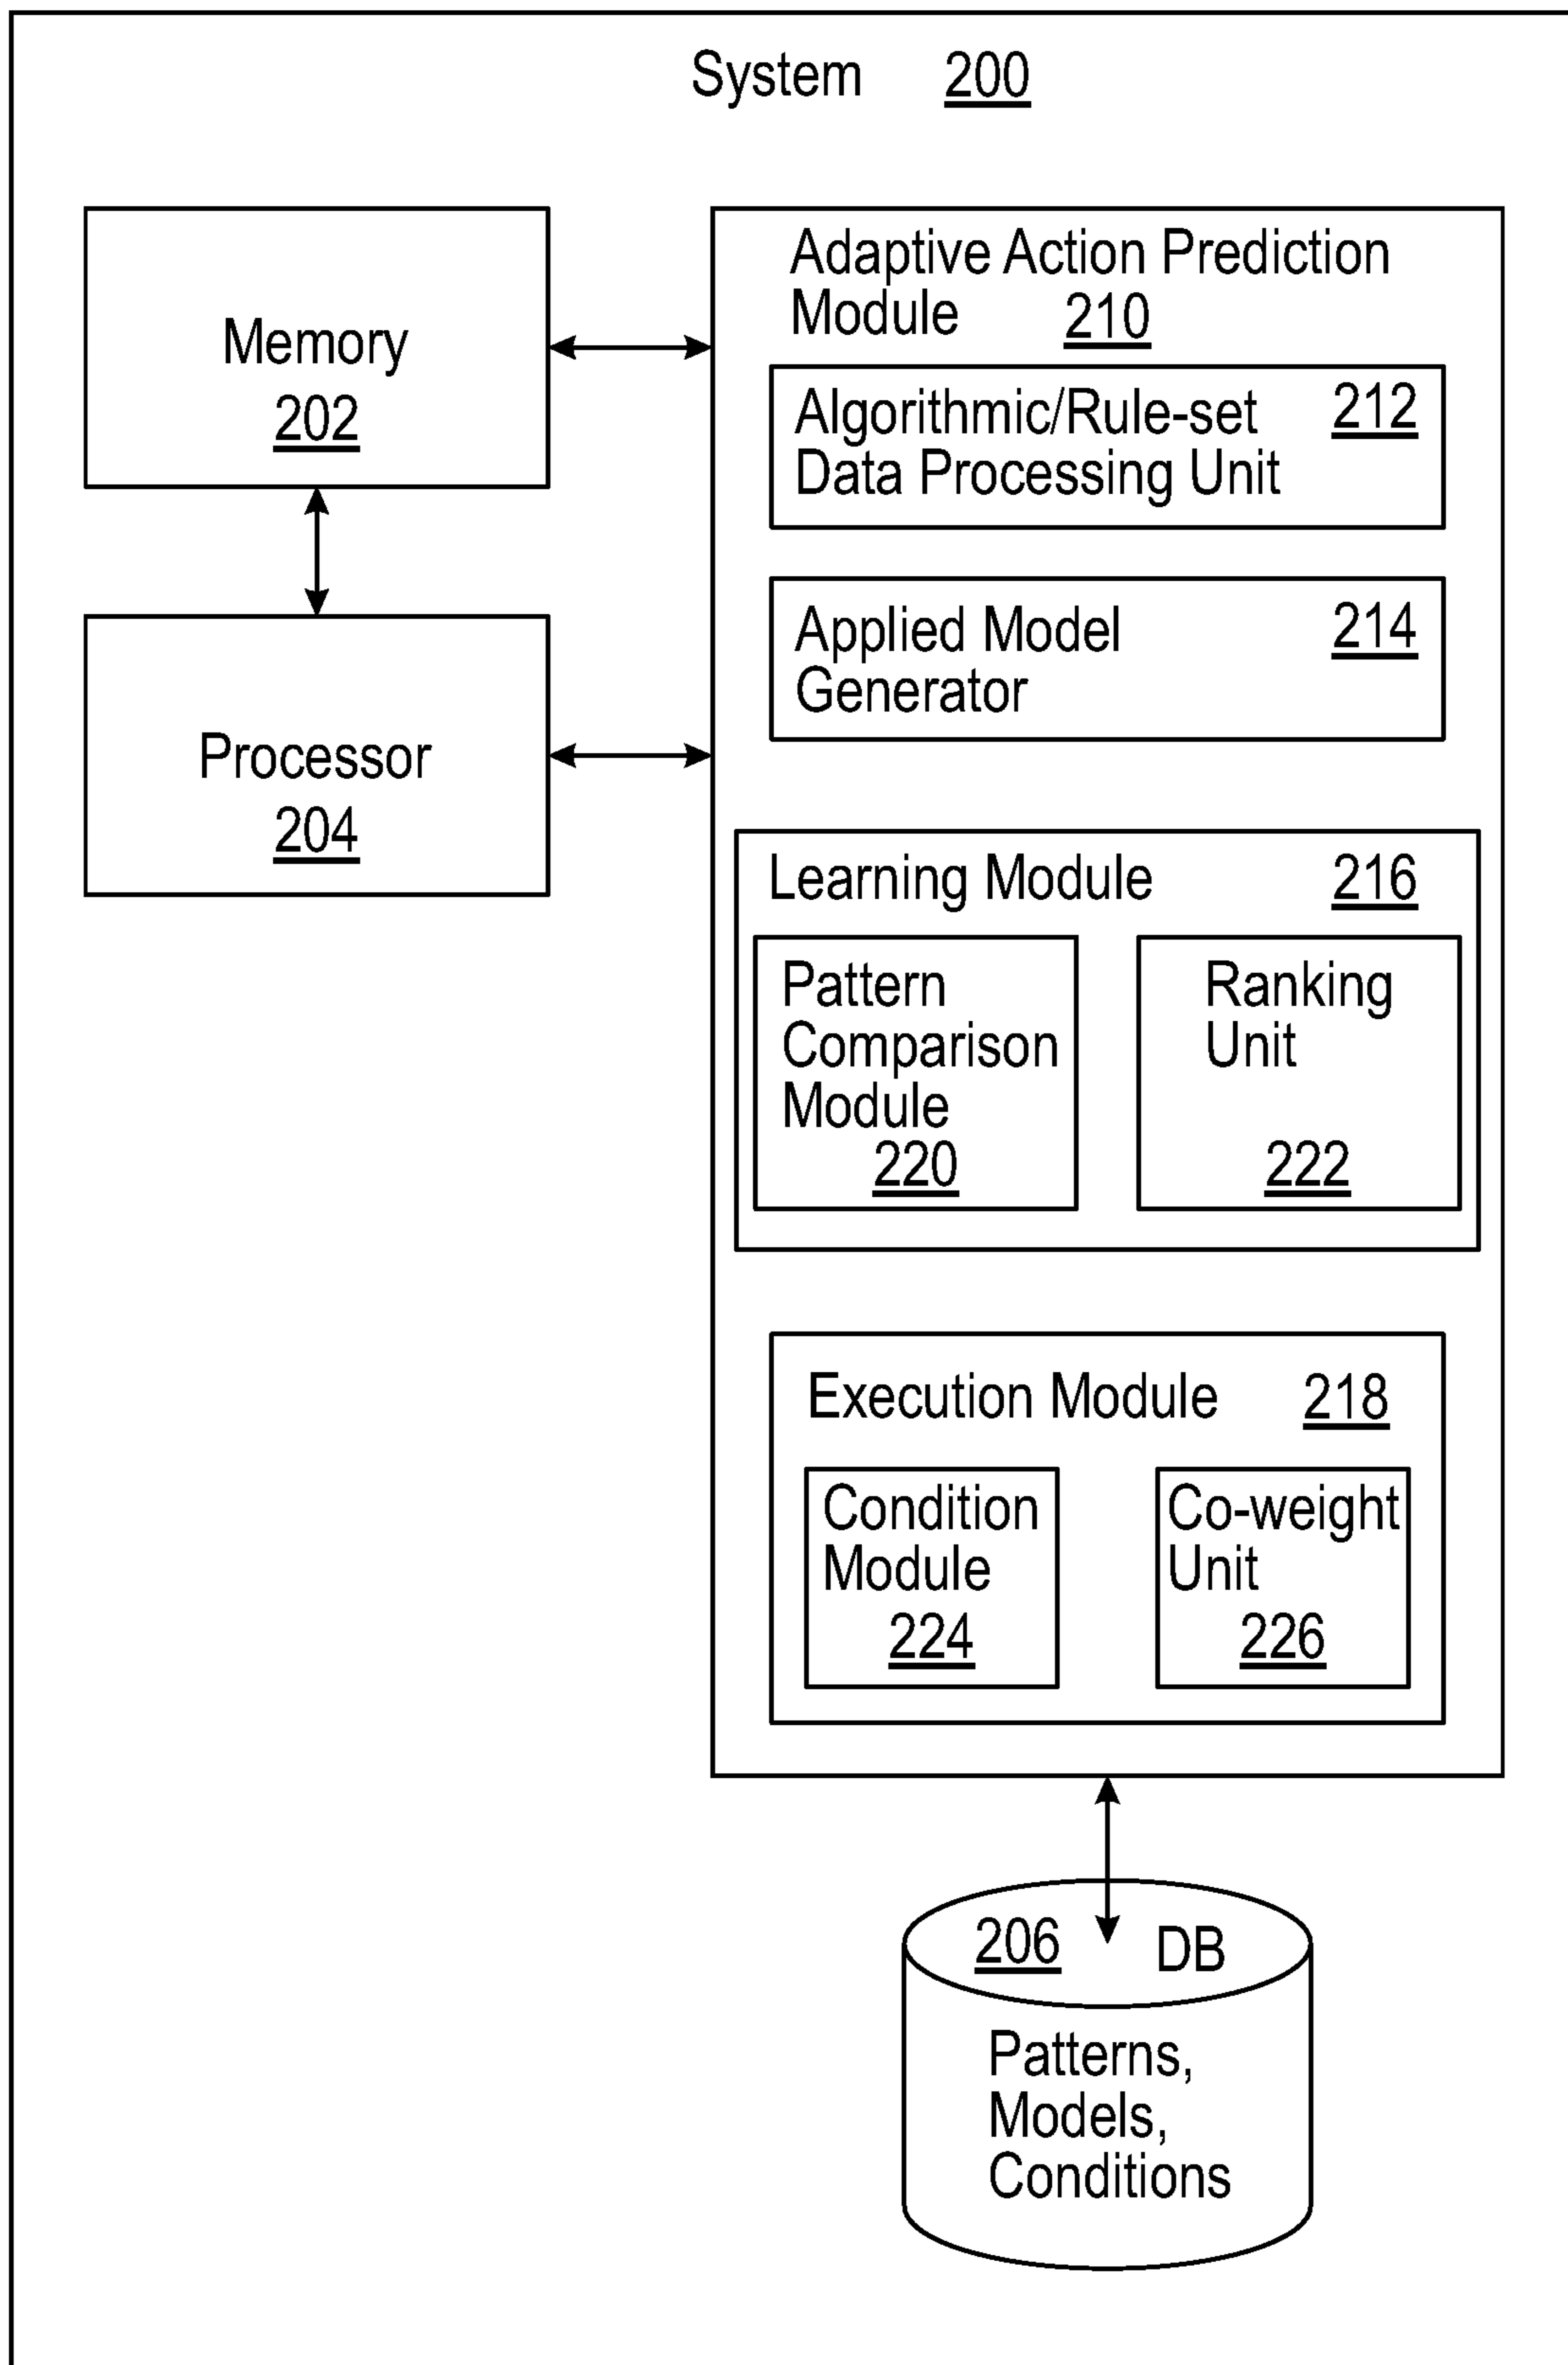 System 200
Memory
202
Processor
204
Adaptive Action Prediction
Module 210
Algorithmic/Rule-set 212
Data Processing Unit
Applied Model 214
Generator
Learning Module 216
Pattern
Comparison
Module
220
Ranking
Unit
222
Execution Module 218
Condition
Module
224
Co-weight
Unit
226
206 DB
Patterns,
Models,
Conditions